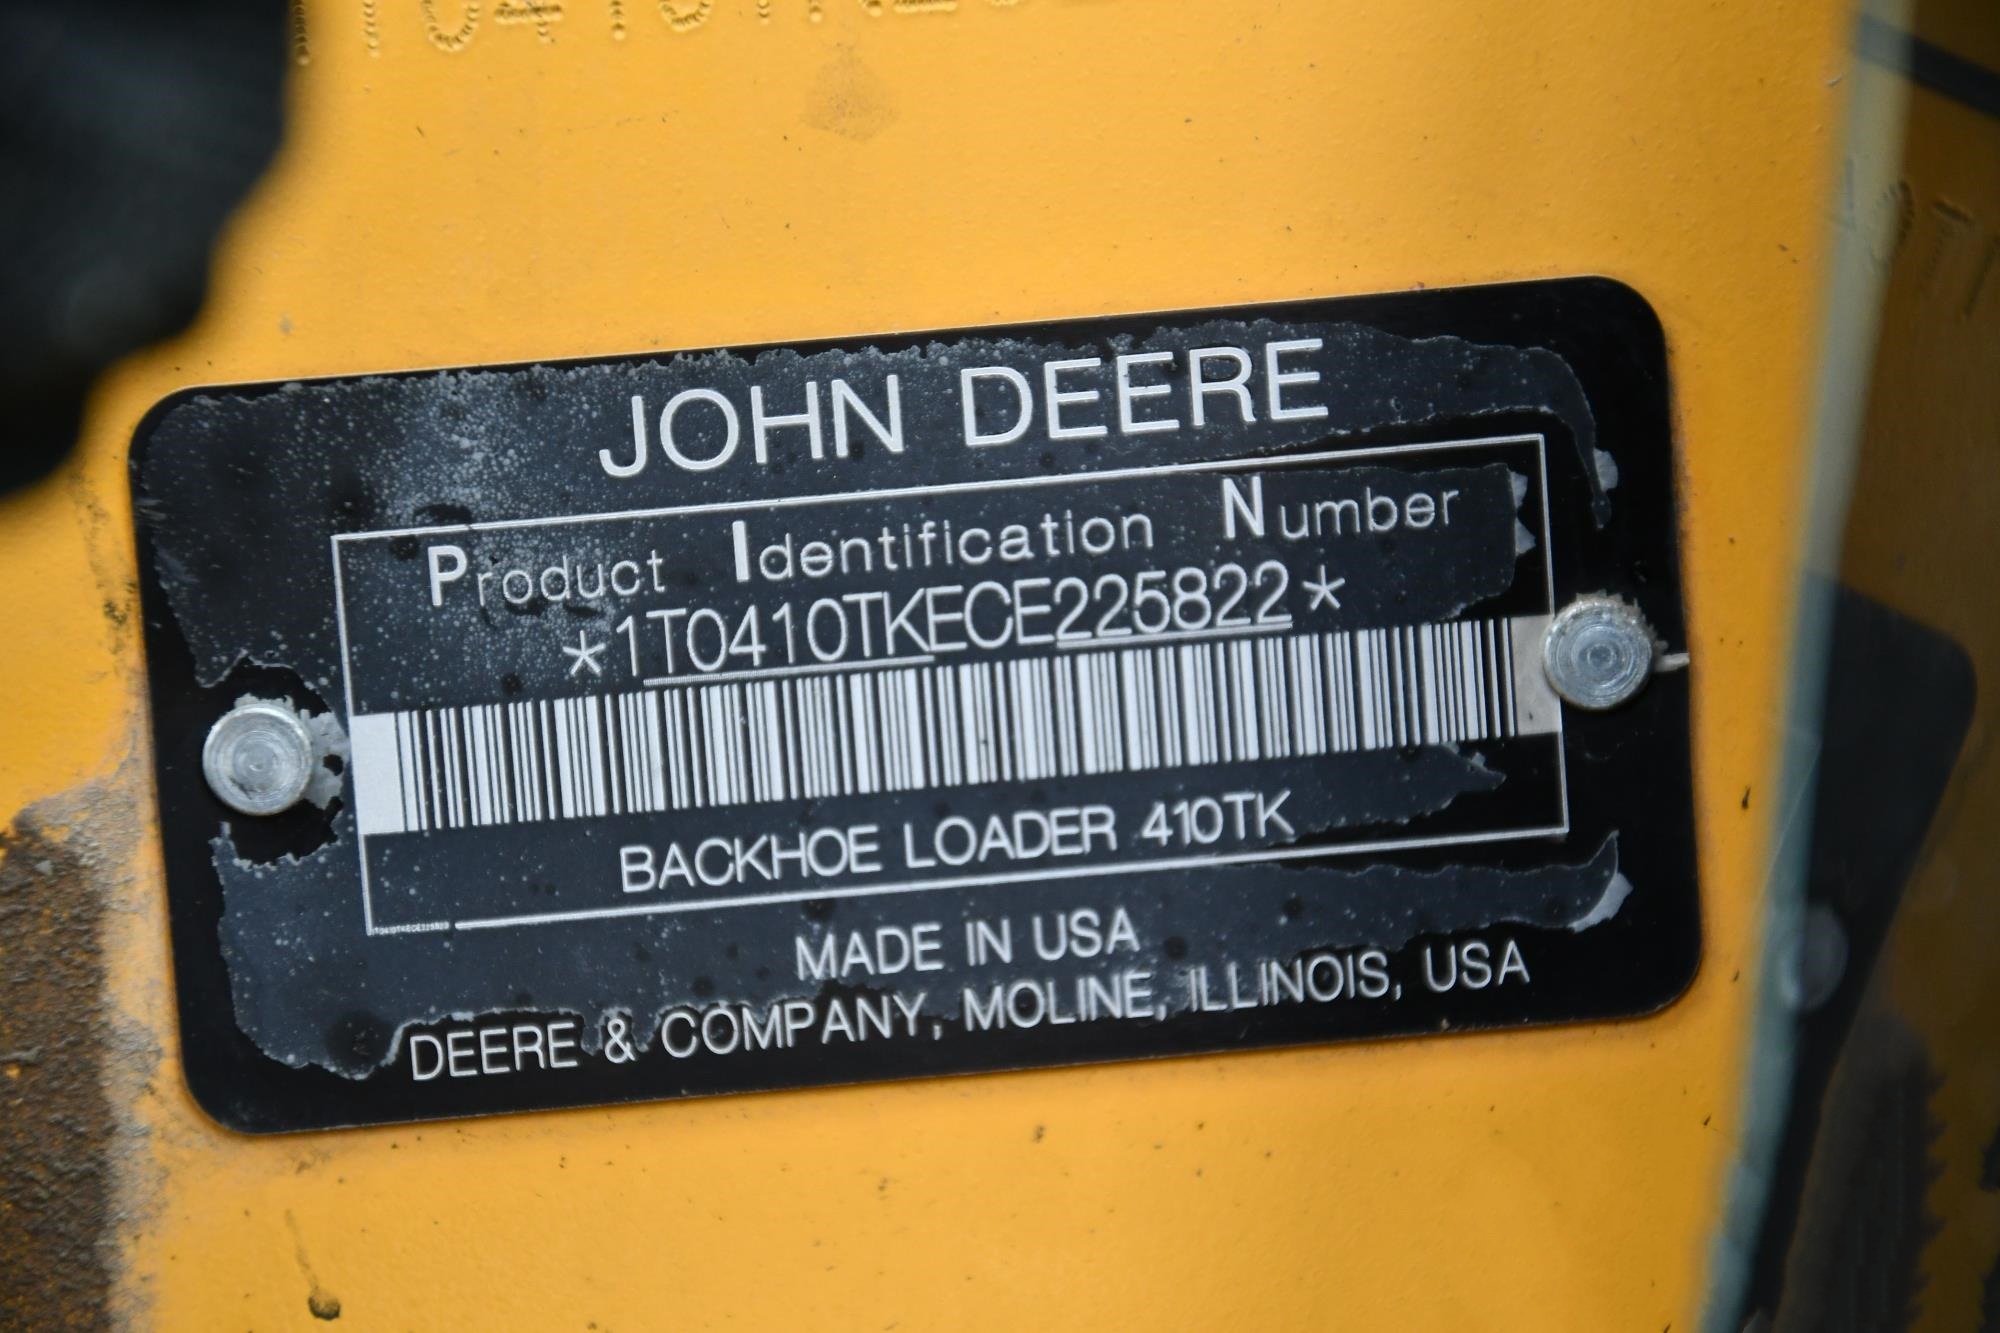 JOHN DEERE
Product Identification Number
*1T0410TKECE225822*
BACKHOE LOADER 410TK
MADE IN USA
DEERE & COMPANY, MOLINE, ILLINOIS, USA